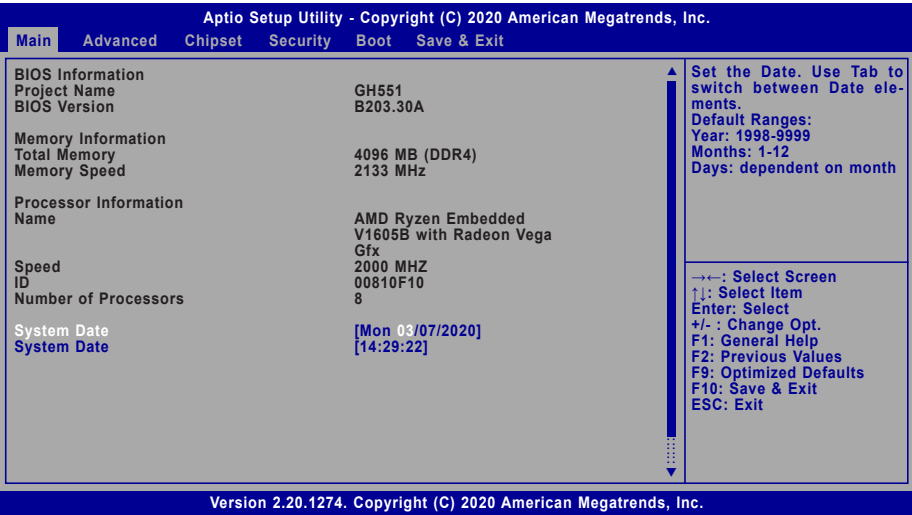 Aptio Setup Utility - Copyright (C) 2020 American Megatrends, Inc.
Main Advanced Chipset Security Boot Save & Exit
BIOS Information
Project Name GH551
BIOS Version B203.30A
Memory Information
Total Memory 4096 MB (DDR4)
Memory Speed 2133 MHz
Processor Information
Name AMD Ryzen Embedded
V1605B with Radeon Vega
Gfx
Speed 2000 MHZ
ID 00810F10
Number of Processors 8
System Date [Mon 03/07/2020]
System Date [14:29:22]
Set the Date. Use Tab to
switch between Date ele-
ments.
Default Ranges:
Year: 1998-9999
Months: 1-12
Days: dependent on month
→←: Select Screen
↑↓: Select Item
Enter: Select
+/- : Change Opt.
F1: General Help
F2: Previous Values
F9: Optimized Defaults
F10: Save & Exit
ESC: Exit
Version 2.20.1274. Copyright (C) 2020 American Megatrends, Inc.